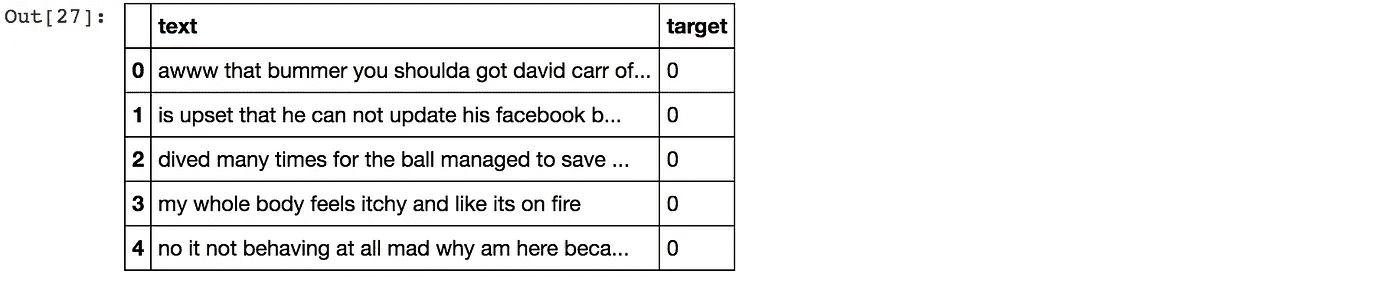 Out[27]:
text target
0 awww that bummer you shoulda got david carr of... 0
1 is upset that he can not update his facebook b... 0
2 dived many times for the ball managed to save ... 0
3 my whole body feels itchy and like its on fire 0
4 no it not behaving at all mad why am here beca... 0